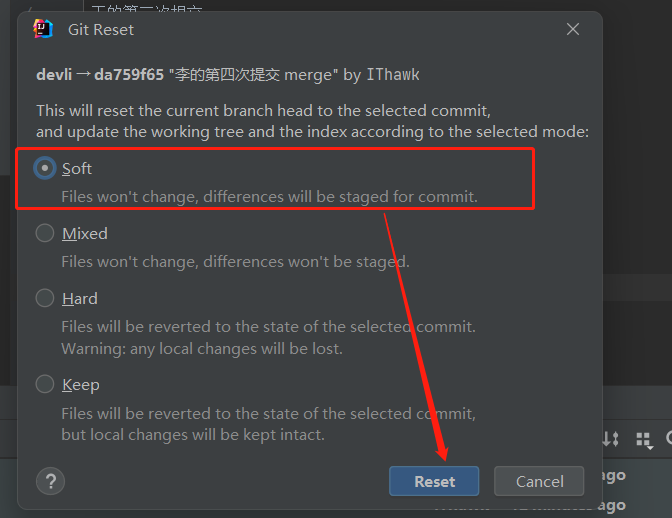 Git Reset
devli → da759f65 "李的第四次提交 merge" by IThawk
This will reset the current branch head to the selected commit,
and update the working tree and the index according to the selected mode:
Soft
Files won't change, differences will be staged for commit.
Mixed
Files won't change, differences won't be staged.
Hard
Files will be reverted to the state of the selected commit.
Warning: any local changes will be lost.
Keep
Files will be reverted to the state of the selected commit,
but local changes will be kept intact.
?
Reset
Cancel
ago
ago